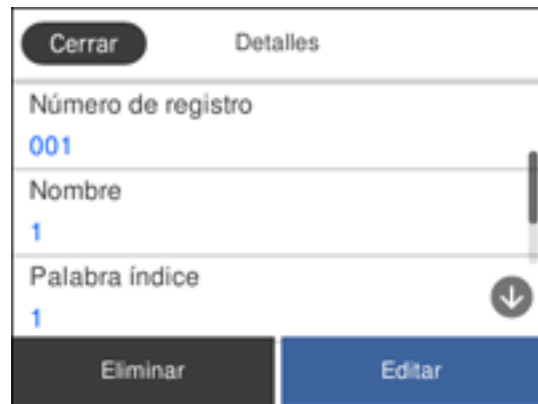 Cerrar
Detalles
Número de registro
001
Nombre
1
Palabra índice
1
Eliminar
Editar